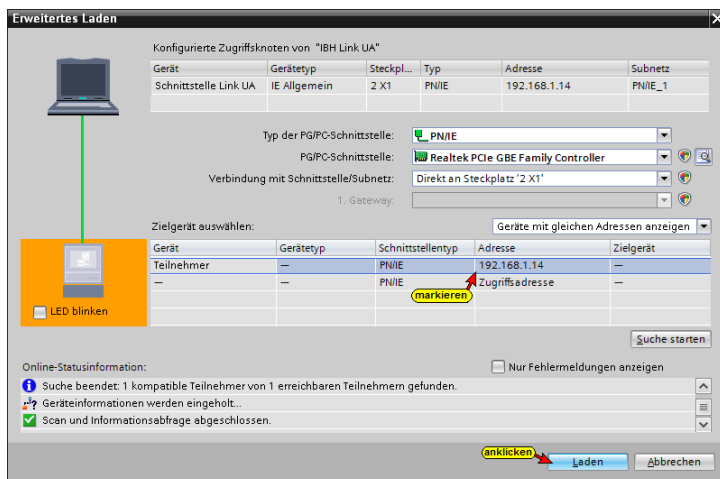 Erweitertes Laden
Konfigurierte Zugriffsknoten von "IBH Link UA"
Gerät Gerätetyp Steckpl... Typ Adresse Subnetz
Schnittstelle Link UA IE Allgemein 2 X1 PN/IE 192.168.1.14 PN/IE_1
Typ der PG/PC-Schnittstelle: PN/IE
PG/PC-Schnittstelle: Realtek PCIe GBE Family Controller
Verbindung mit Schnittstelle/Subnetz: Direkt an Steckplatz '2 X1'
1. Gateway:
Zielgerät auswählen: Geräte mit gleichen Adressen anzeigen
Gerät Gerätetyp Schnittstellentyp Adresse Zielgerät
Teilnehmer — PN/IE 192.168.1.14 —
— — PN/IE Zugriffsadresse —
markieren
LED blinken
Suche starten
Online-Statusinformation: Nur Fehlermeldungen anzeigen
Suche beendet: 1 kompatible Teilnehmer von 1 erreichbaren Teilnehmern gefunden.
Geräteinformationen werden eingeholt...
Scan und Informationsabfrage abgeschlossen.
anklicken
Laden Abbrechen